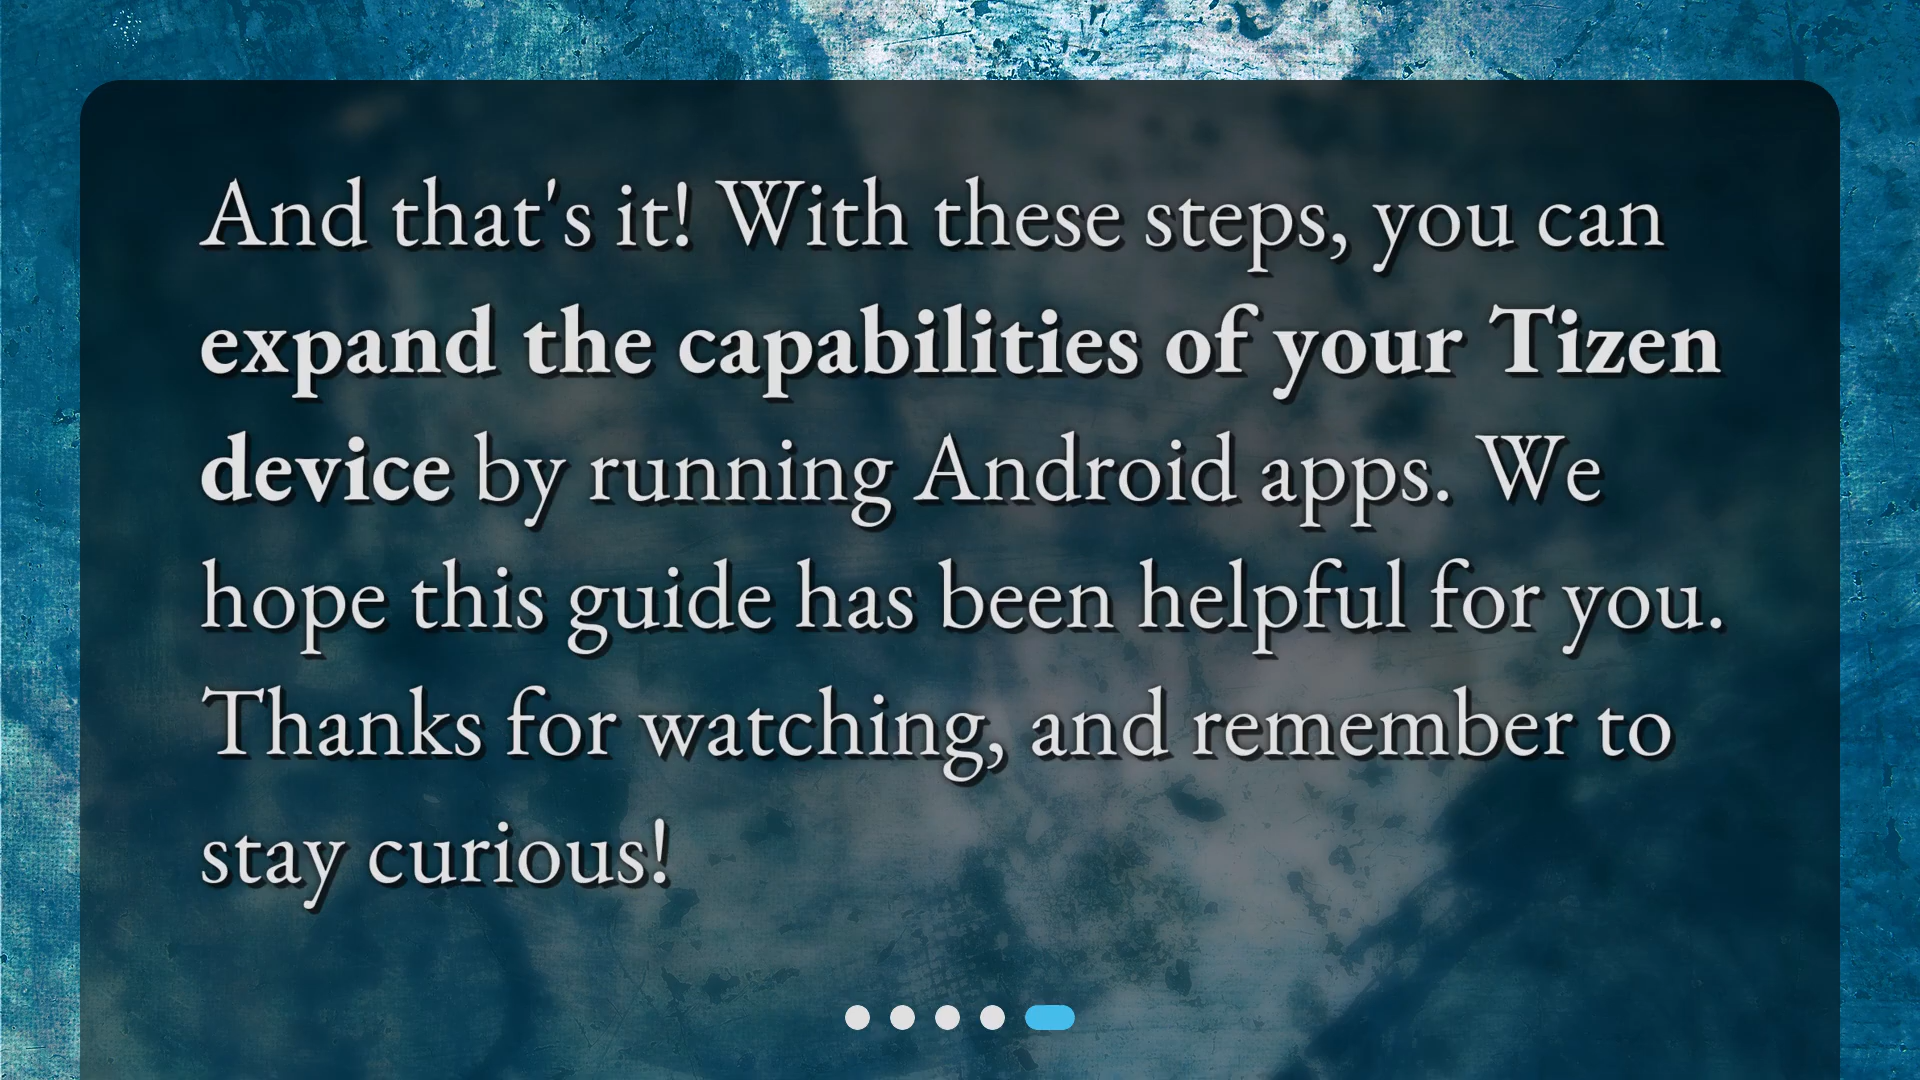 And that's it! With these steps, you can
expand the capabilities of your Tizen
device by running Android apps. We
hope this guide has been helpful for you.
Thanks for watching, and remember to
stay curious!